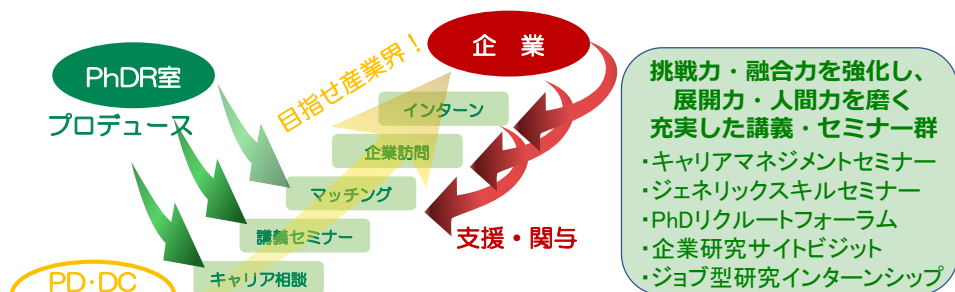 企　業
PhDR室
プロデュース
目指せ産業界！
インターン
企業訪問
マッチング
講義セミナー
キャリア相談
支援・関与
PD・DC
挑戦力・融合力を強化し、
展開力・人間力を磨く
充実した講義・セミナー群
・キャリアマネジメントセミナー
・ジェネリックスキルセミナー
・PhDリクルートフォーラム
・企業研究サイトビジット
・ジョブ型研究インターンシップ